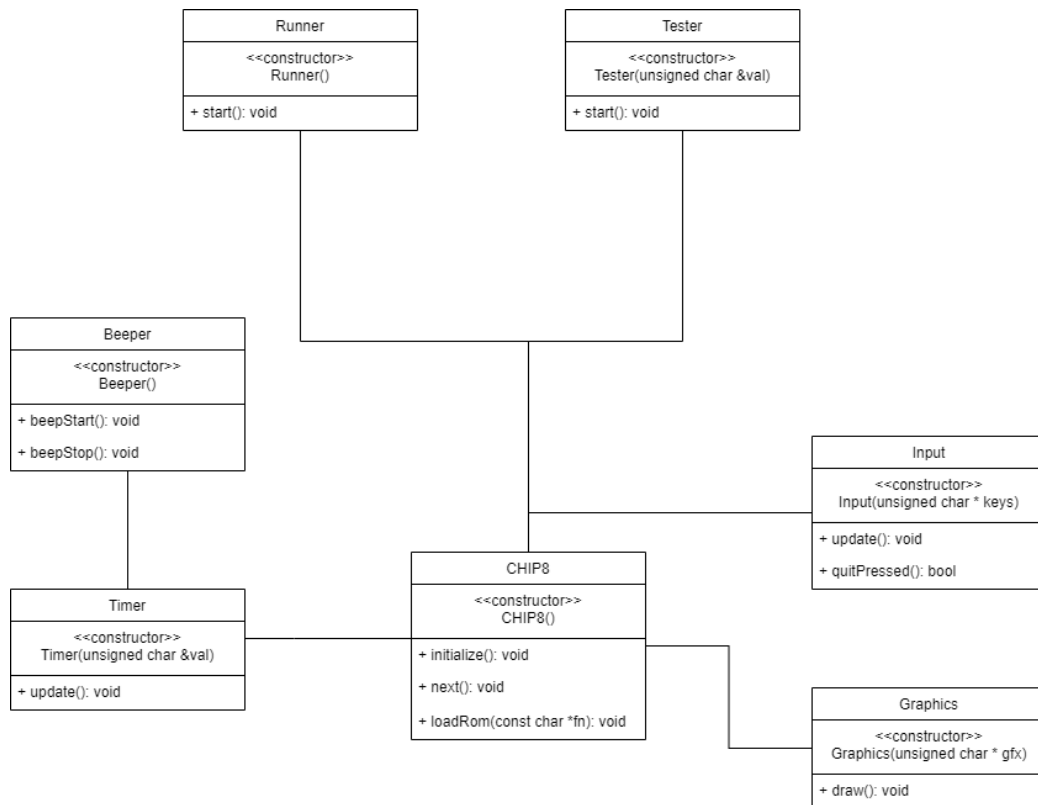 Runner
<<constructor>>
Runner()
+ start(): void
Tester
<<constructor>>
Tester(unsigned char &val)
+ start(): void
Beeper
<<constructor>>
Beeper()
+ beepStart(): void
+ beepStop(): void
Input
<<constructor>>
Input(unsigned char * keys)
+ update(): void
+ quitPressed(): bool
Timer
<<constructor>>
Timer(unsigned char &val)
+ update(): void
CHIP8
<<constructor>>
CHIP8()
+ initialize(): void
+ next(): void
+ loadRom(const char *fn): void
Graphics
<<constructor>>
Graphics(unsigned char * gfx)
+ draw(): void